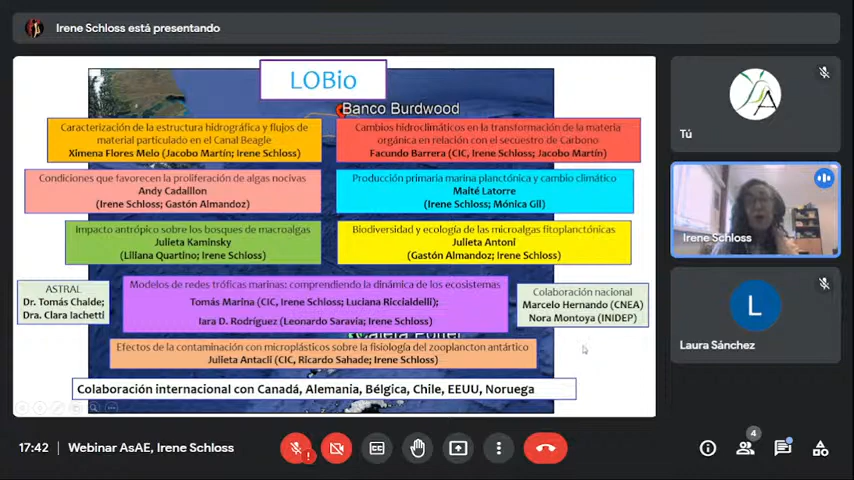 Irene Schloss está presentando
LOBio
Banco Burdwood
Caracterización de la estructura hidrográfica y flujos de
material particulado en el Canal Beagle
Ximena Flores Melo (Jacobo Martín; Irene Schloss)
Cambios hidroclimáticos en la transformación de la materia
orgánica en relación con el secuestro de Carbono
Facundo Barrera (CIC, Irene Schloss; Jacobo Martín)
Condiciones que favorecen la proliferación de algas nocivas
Andy Cadaillon
(Irene Schloss; Gastón Almandoz)
Producción primaria marina planctónica y cambio climático
Maité Latorre
(Irene Schloss; Mónica Gil)
Impacto antrópico sobre los bosques de macroalgas
Julieta Kaminsky
(Liliana Quartino; Irene Schloss)
Biodiversidad y ecología de las microalgas fitoplanctónicas
Julieta Antoni
(Gastón Almandoz; Irene Schloss)
ASTRAL
Dr. Tomás Chalde;
Dra. Clara Iachetti
Modelos de redes tróficas marinas: comprendiendo la dinámica de los ecosistemas
Tomás Marina (CIC, Irene Schloss; Luciana Riccialdelli);
Iara D. Rodríguez (Leonardo Saravia; Irene Schloss)
Colaboración nacional
Marcelo Hernando (CNEA)
Nora Montoya (INIDEP)
Efectos de la contaminación con microplásticos sobre la fisiología del zooplancton antártico
Julieta Antacli (CIC, Ricardo Sahade; Irene Schloss)
Colaboración internacional con Canadá, Alemania, Bélgica, Chile, EEUU, Noruega
A
Tú
Irene Schloss
L
Laura Sánchez
17:42
Webinar AsAE, Irene Schloss
4